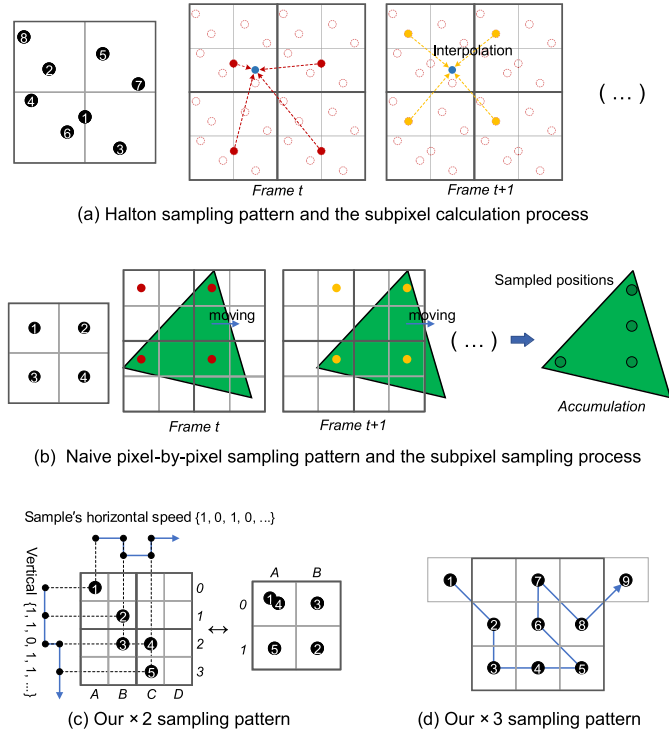 8
2
5
7
4
1
6
3
Interpolation
( ... )
Frame t
Frame t+1
(a) Halton sampling pattern and the subpixel calculation process
1
2
3
4
moving
moving
( ... )
Sampled positions
Frame t
Frame t+1
Accumulation
(b) Naive pixel-by-pixel sampling pattern and the subpixel sampling process
Sample's horizontal speed {1, 0, 1, 0, ...}
Vertical {1, 1, 0, 1, 1, ...}
1
2
3
4
5
0
1
2
3
A B C D
↔
A B
0
1
1
4
3
5
2
(c) Our × 2 sampling pattern
1
7
9
2
6
8
3
4
5
(d) Our × 3 sampling pattern